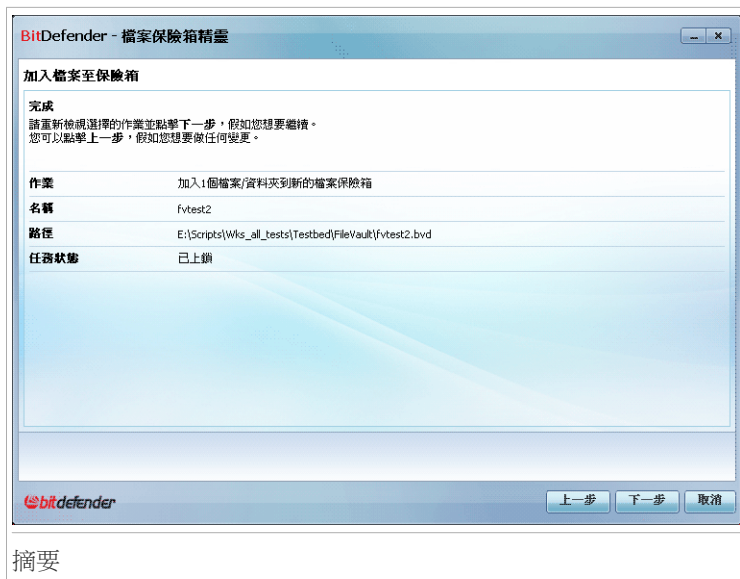 BitDefender - 檔案保險箱精靈
加入檔案至保險箱
完成
請重新檢視選擇的作業並點擊下一步，假如您想要繼續。
您可以點擊上一步，假如您想要做任何變更。
作業 加入1個檔案/資料夾到新的檔案保險箱
名稱 fvtest2
路徑 E:\Scripts\Wks_all_tests\Testbed\FileVault\fvtest2.bvd
任務狀態 已上鎖
bitdefender 上一步 下一步 取消
摘要